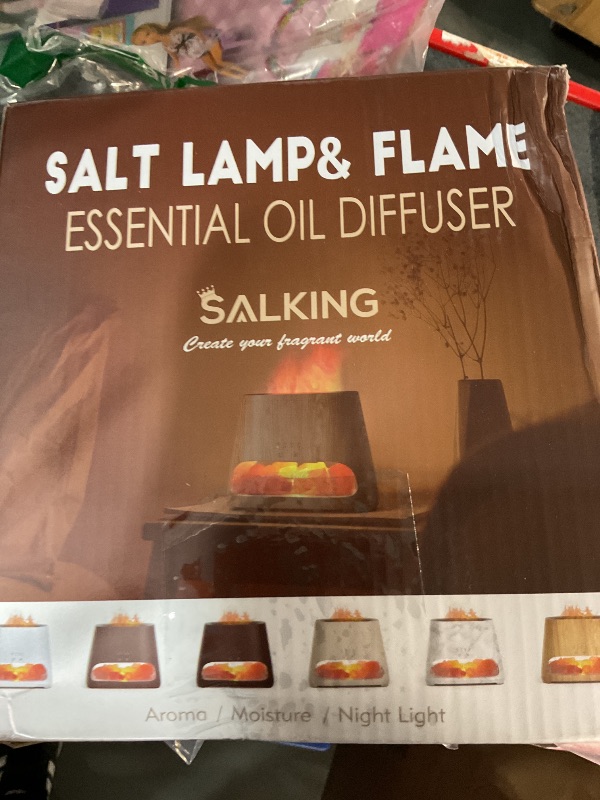 SALT LAMP& FLAME
ESSENTIAL OIL DIFFUSER
SALKING
Create your fragrant world
Aroma / Moisture / Night Light